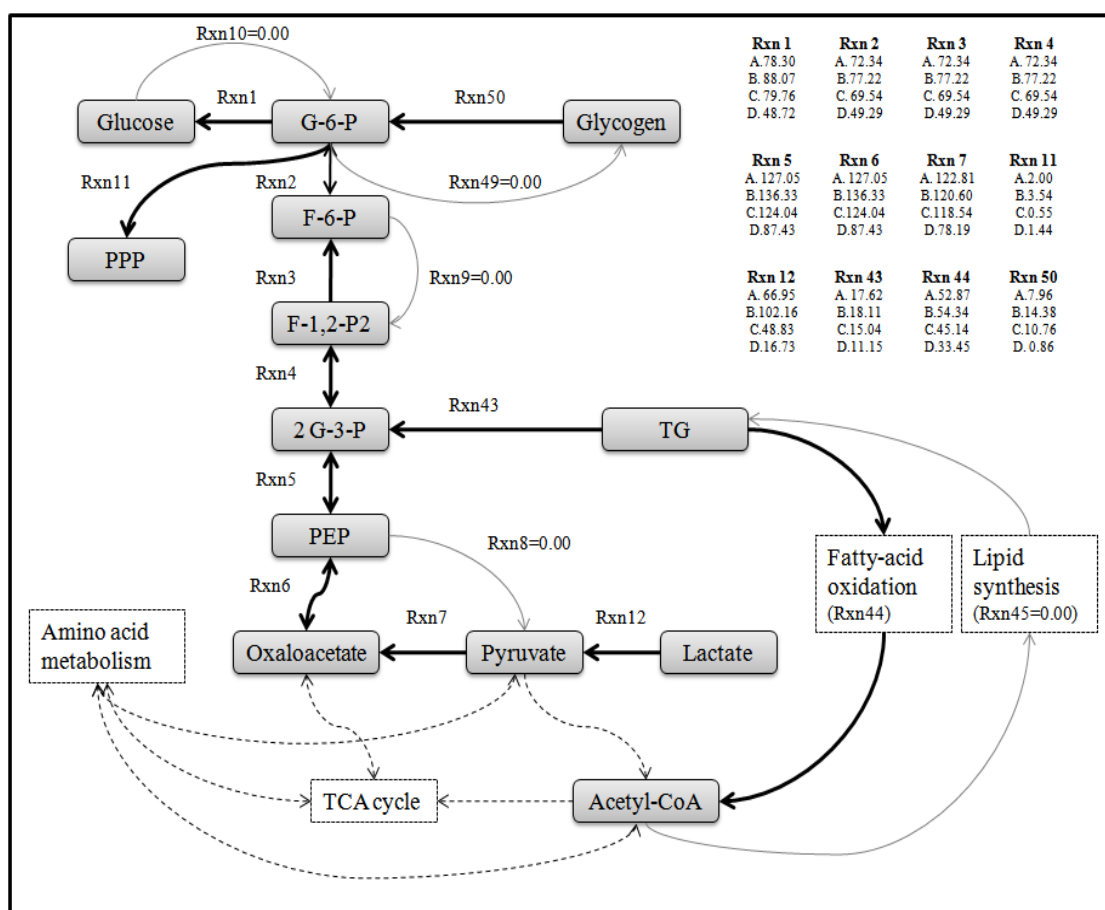 Rxn10=0.00
Rxn 1 Rxn 2 Rxn 3 Rxn 4
A.78.30 A. 72.34 A. 72.34 A. 72.34
B. 88.07 B.77.22 B.77.22 B.77.22
C. 79.76 C. 69.54 C. 69.54 C. 69.54
D. 48.72 D.49.29 D.49.29 D.49.29
Rxn1 Rxn50
Glucose G-6-P Glycogen
Rxn11 Rxn2 Rxn49=0.00
Rxn 5 Rxn 6 Rxn 7 Rxn 11
A. 127.05 A. 127.05 A. 122.81 A.2.00
B.136.33 B.136.33 B.120.60 B.3.54
C.124.04 C.124.04 C.118.54 C.0.55
D.87.43 D.87.43 D.78.19 D.1.44
F-6-P
PPP
Rxn3 Rxn9=0.00
Rxn 12 Rxn 43 Rxn 44 Rxn 50
A. 66.95 A. 17.62 A.52.87 A.7.96
B.102.16 B.18.11 B.54.34 B.14.38
C.48.83 C.15.04 C.45.14 C.10.76
D.16.73 D.11.15 D.33.45 D. 0.86
F-1,2-P2
Rxn4
Rxn43
2 G-3-P TG
Rxn5
PEP Rxn8=0.00
Fatty-acid
oxidation
(Rxn44)
Lipid
synthesis
(Rxn45=0.00)
Rxn6
Rxn7 Rxn12
Amino acid
metabolism
Oxaloacetate Pyruvate Lactate
TCA cycle Acetyl-CoA